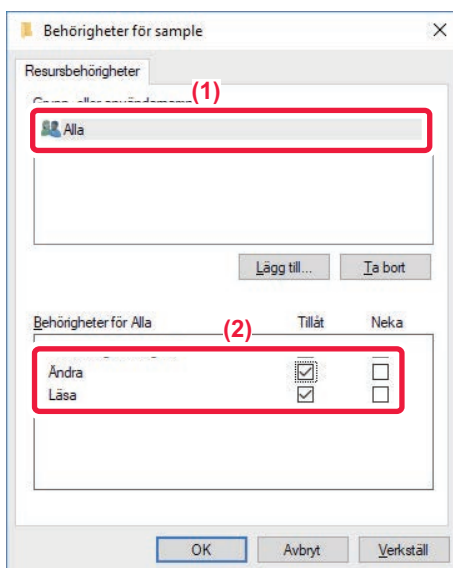 Behörigheter för sample
Resursbehörigheter
(1)
Alla
Lägg till...
Ta bort
Behörigheter för Alla
(2)
Tillåt
Neka
Ändra
Läsa
OK
Avbryt
Verkställ